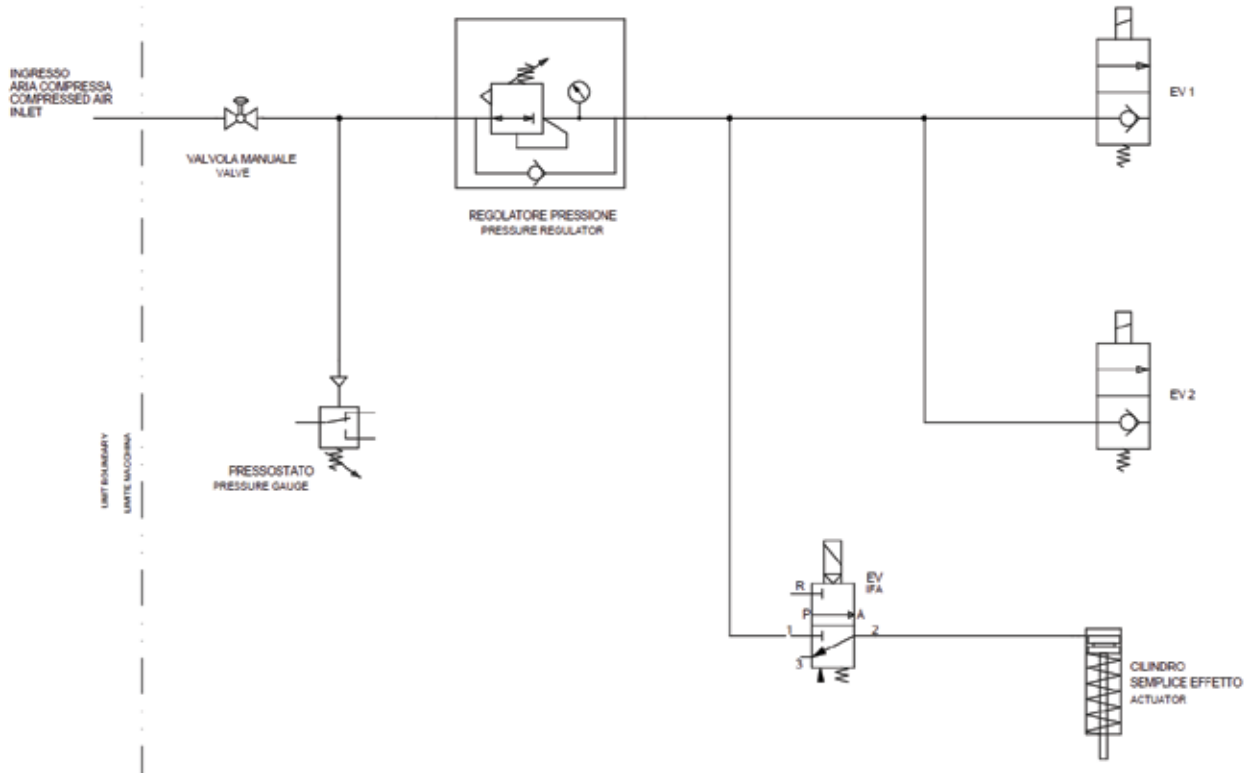 INGRESSO
ARIA COMPRESSA
COMPRESSED AIR
INLET
VALVOLA MANUALE
VALVE
REGOLATORE PRESSIONE
PRESSURE REGULATOR
EV 1
EV 2
PRESSOSTATO
PRESSURE GAUGE
UNIT BOUNDARY
LIMITE MACCHINA
EV
IFA
R
P
A
1
2
3
CILINDRO
SEMPLICE EFFETTO
ACTUATOR